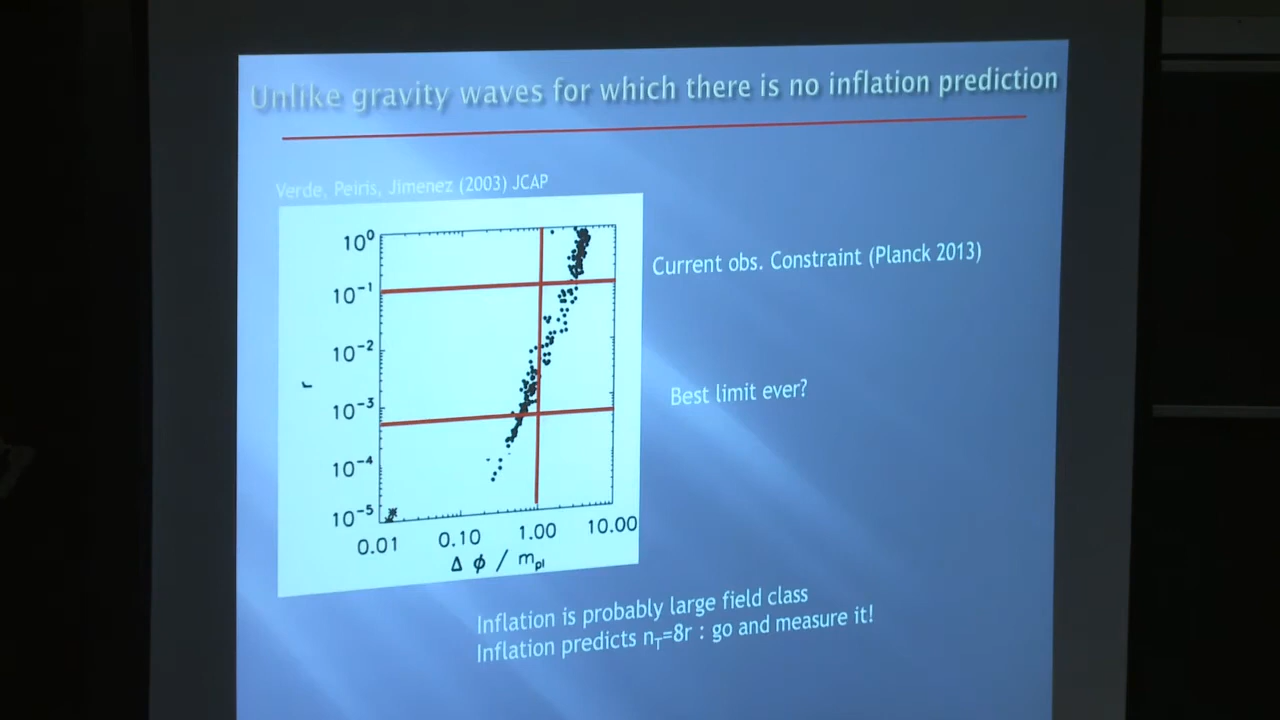 Unlike gravity waves for which there is no inflation prediction
Verde, Peiris, Jimenez (2003) JCAP
10⁰
10⁻¹
10⁻²
10⁻³
10⁻⁴
10⁻⁵
r
0.01 0.10 1.00 10.00
Δ ϕ / mₚₗ
Current obs. Constraint (Planck 2013)
Best limit ever?
Inflation is probably large field class
Inflation predicts n_T=8r : go and measure it!